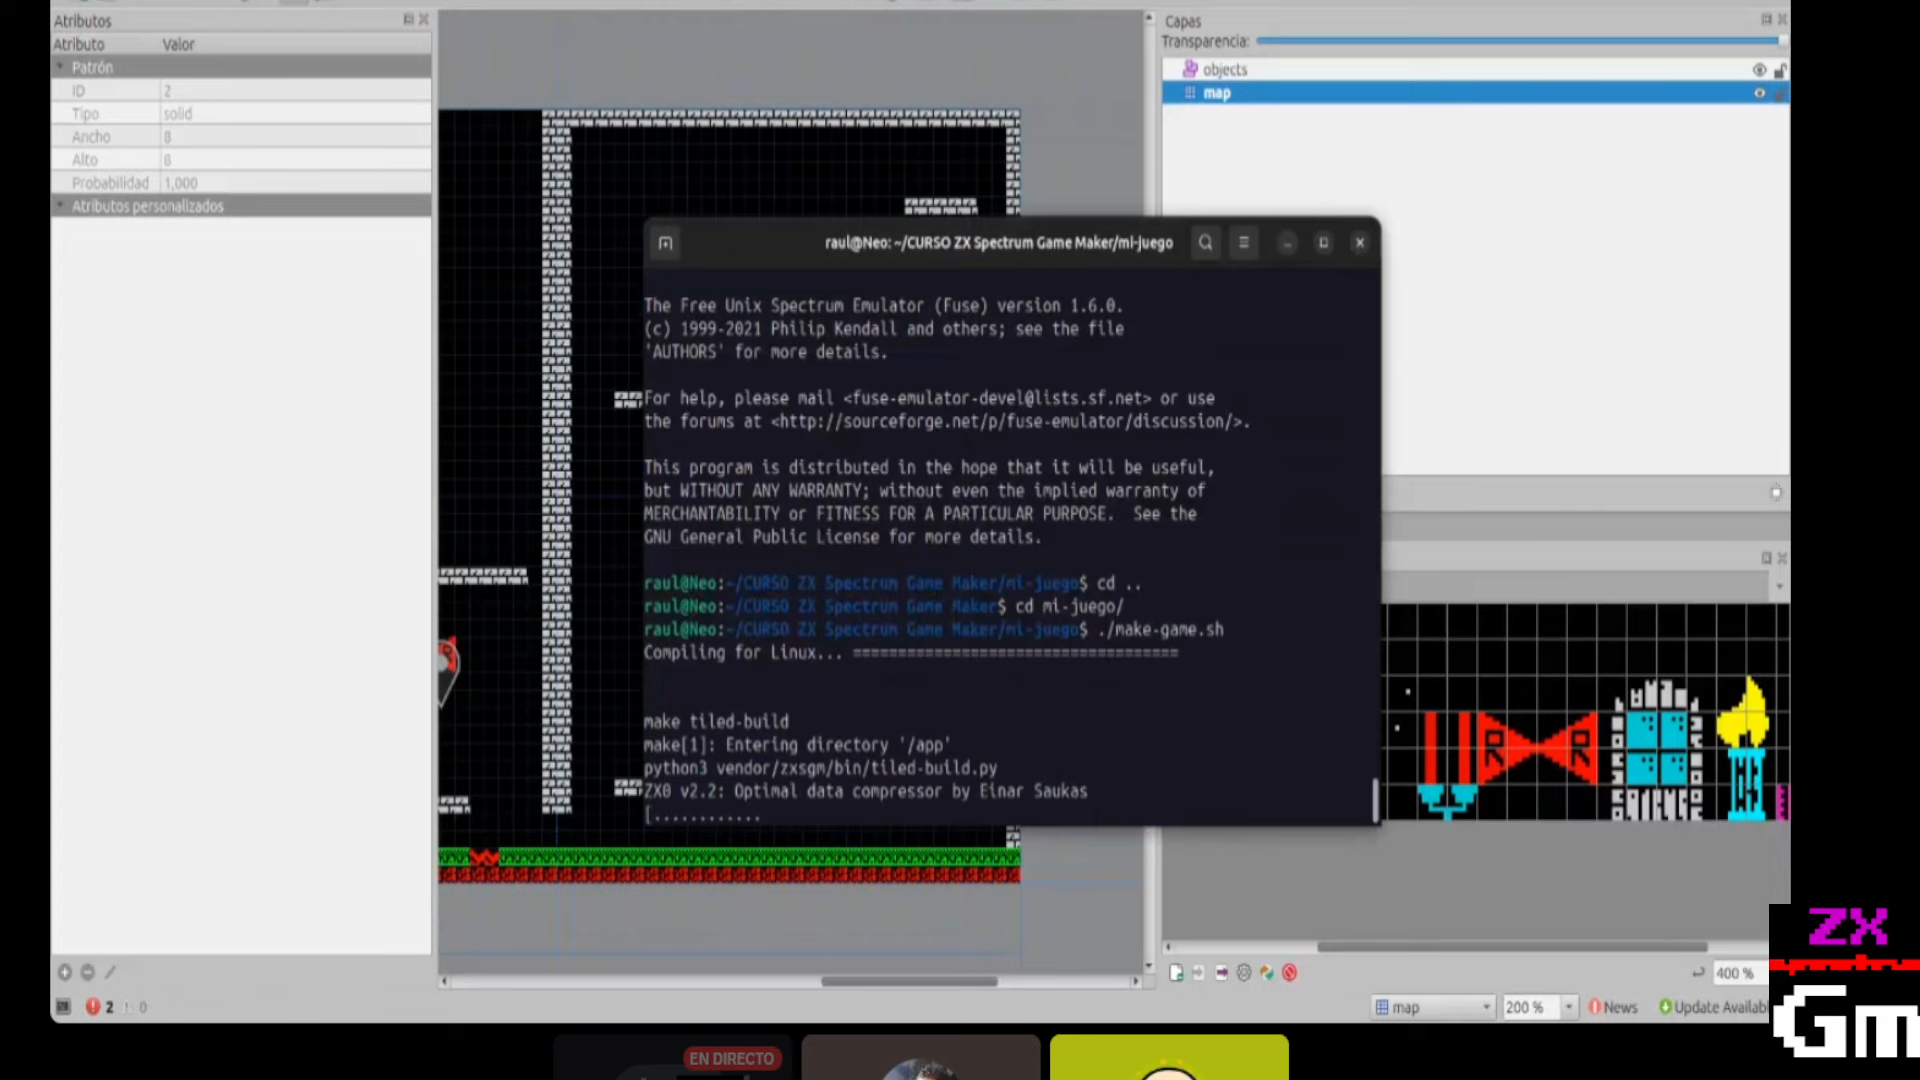 Atributos
Atributo Valor
Patrón
ID 2
Tipo solid
Ancho 8
Alto 8
Probabilidad 1,000
Atributos personalizados
Capas
Transparencia:
objects
map
raul@Neo: ~/CURSO ZX Spectrum Game Maker/mi-juego
The Free Unix Spectrum Emulator (Fuse) version 1.6.0.
(c) 1999-2021 Philip Kendall and others; see the file
'AUTHORS' for more details.
For help, please mail <fuse-emulator-devel@lists.sf.net> or use
the forums at <http://sourceforge.net/p/fuse-emulator/discussion/>.
This program is distributed in the hope that it will be useful,
but WITHOUT ANY WARRANTY; without even the implied warranty of
MERCHANTABILITY or FITNESS FOR A PARTICULAR PURPOSE. See the
GNU General Public License for more details.
raul@Neo:~/CURSO ZX Spectrum Game Maker/mi-juego$ cd ..
raul@Neo:~/CURSO ZX Spectrum Game Maker$ cd mi-juego/
raul@Neo:~/CURSO ZX Spectrum Game Maker/mi-juego$ ./make-game.sh
Compiling for Linux... ====================================
make tiled-build
make[1]: Entering directory '/app'
python3 vendor/zxsgm/bin/tiled-build.py
ZX0 v2.2: Optimal data compressor by Einar Saukas
[............
R R
400 %
2 0
map 200 % News Update Availab
EN DIRECTO
ZX
Gm